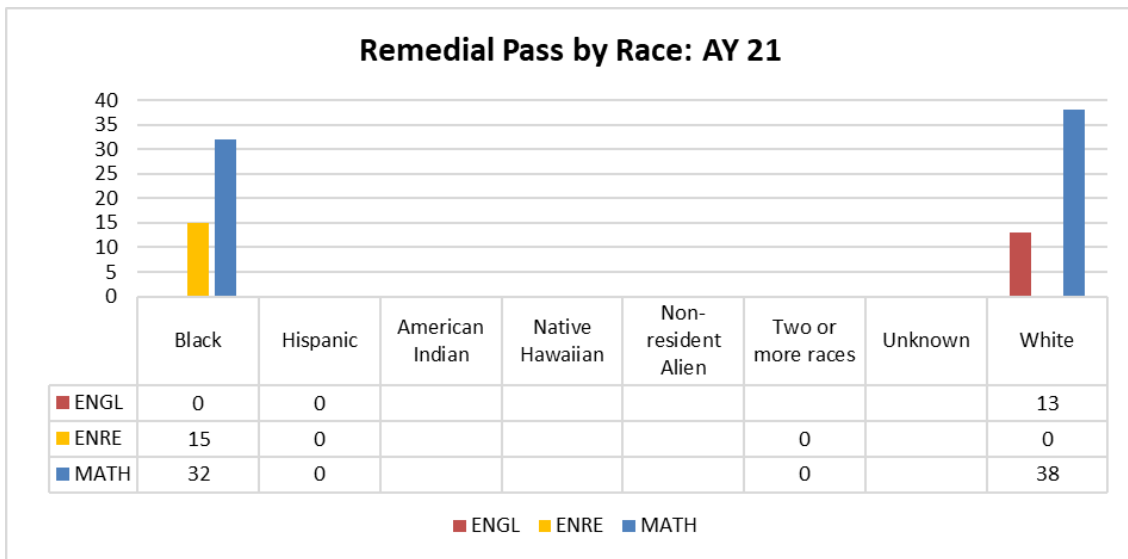 Remedial Pass by Race: AY 21
40
35
30
25
20
15
10
5
0
Black Hispanic American Indian Native Hawaiian Non-resident Alien Two or more races Unknown White
ENGL 0 0 13
ENRE 15 0 0 0
MATH 32 0 0 38
ENGL ENRE MATH